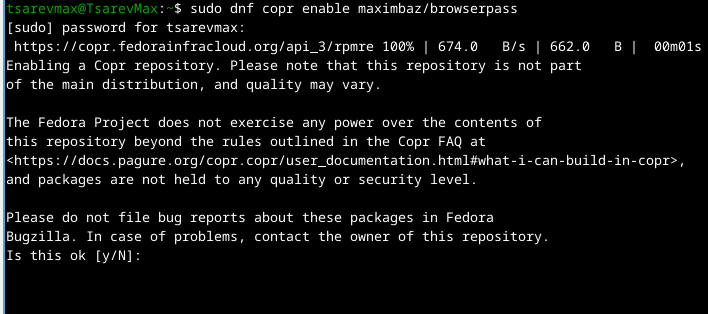 tsarevmax@TsarevMax:~$ sudo dnf copr enable maximbaz/browserpass
[sudo] password for tsarevmax:
 https://copr.fedorainfracloud.org/api_3/rpmre 100% | 674.0   B/s | 662.0   B |  00m01s
Enabling a Copr repository. Please note that this repository is not part
of the main distribution, and quality may vary.

The Fedora Project does not exercise any power over the contents of
this repository beyond the rules outlined in the Copr FAQ at
<https://docs.pagure.org/copr.copr/user_documentation.html#what-i-can-build-in-copr>,
and packages are not held to any quality or security level.

Please do not file bug reports about these packages in Fedora
Bugzilla. In case of problems, contact the owner of this repository.
Is this ok [y/N]: